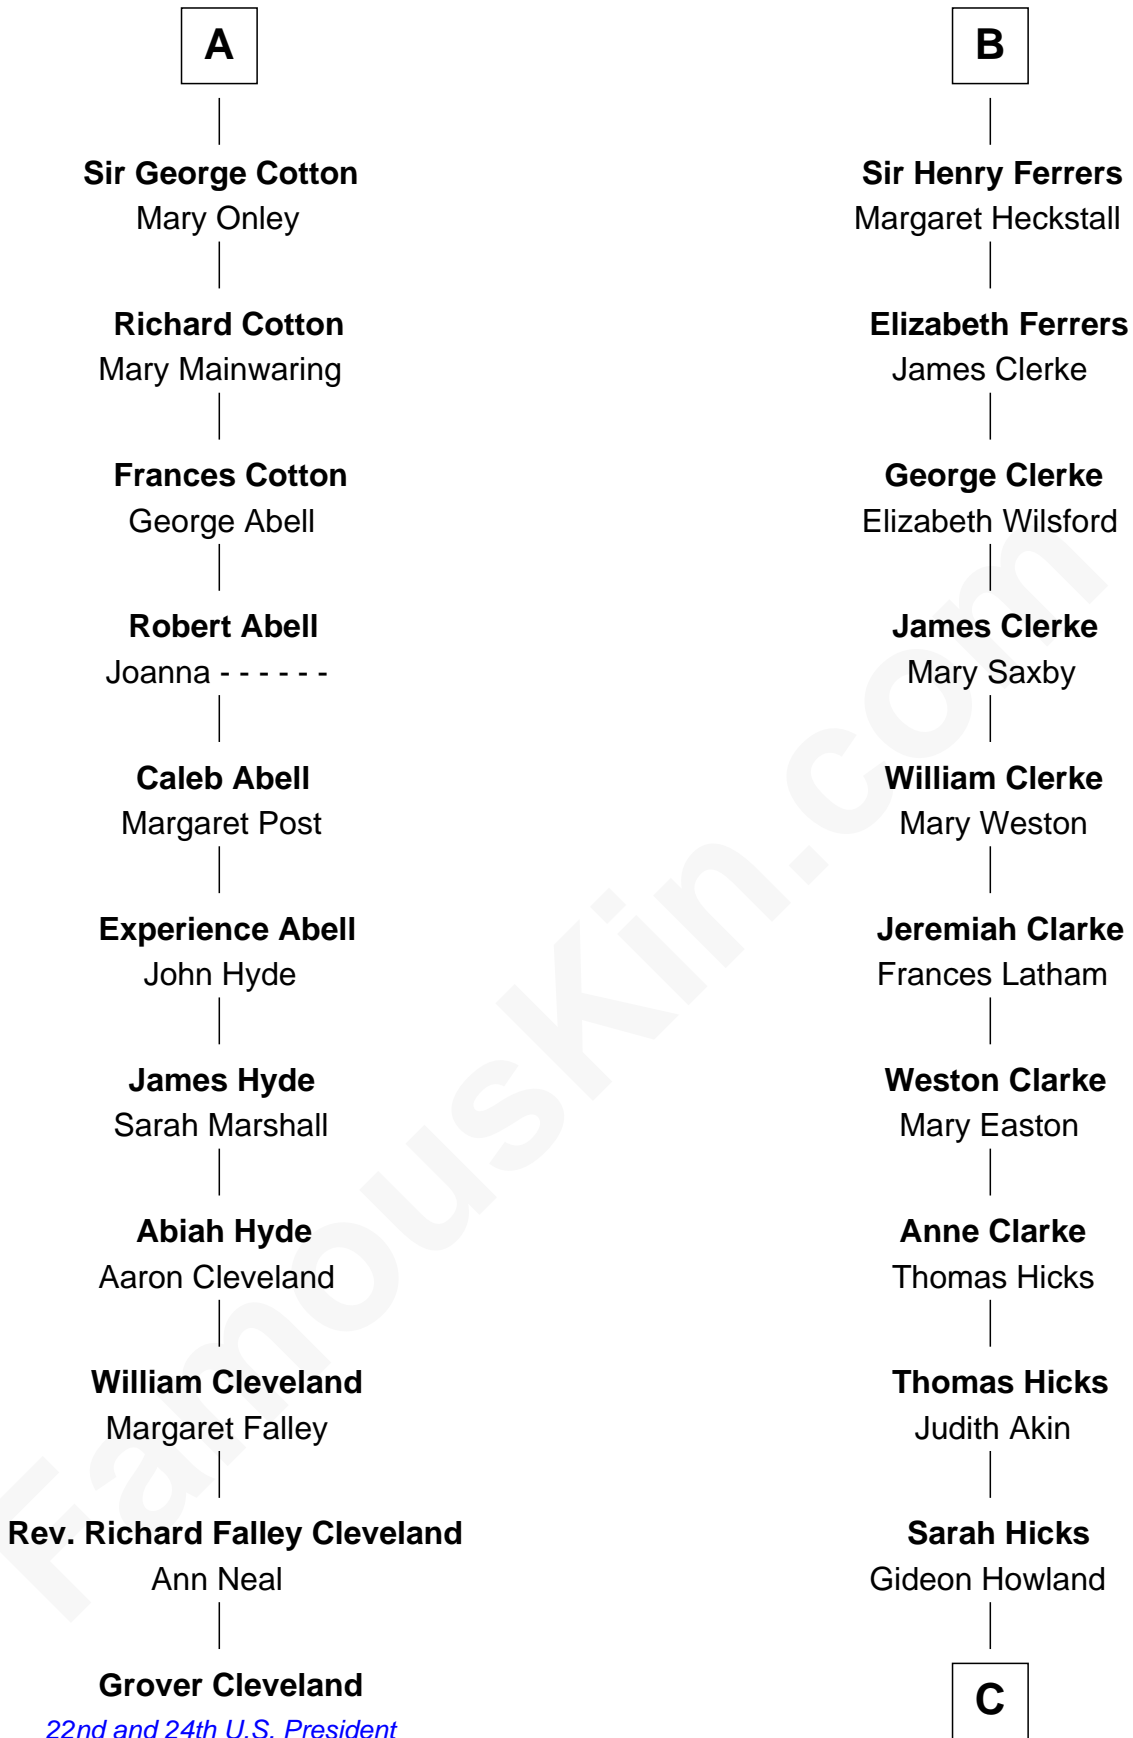 A
Sir George Cotton
Mary Onley
Richard Cotton
Mary Mainwaring
Frances Cotton
George Abell
Robert Abell
Joanna - - - - - -
Caleb Abell
Margaret Post
Experience Abell
John Hyde
James Hyde
Sarah Marshall
Abiah Hyde
Aaron Cleveland
William Cleveland
Margaret Falley
Rev. Richard Falley Cleveland
Ann Neal
Grover Cleveland
22nd and 24th U.S. President
B
Sir Henry Ferrers
Margaret Heckstall
Elizabeth Ferrers
James Clerke
George Clerke
Elizabeth Wilsford
James Clerke
Mary Saxby
William Clerke
Mary Weston
Jeremiah Clarke
Frances Latham
Weston Clarke
Mary Easton
Anne Clarke
Thomas Hicks
Thomas Hicks
Judith Akin
Sarah Hicks
Gideon Howland
C
FamousKin.com